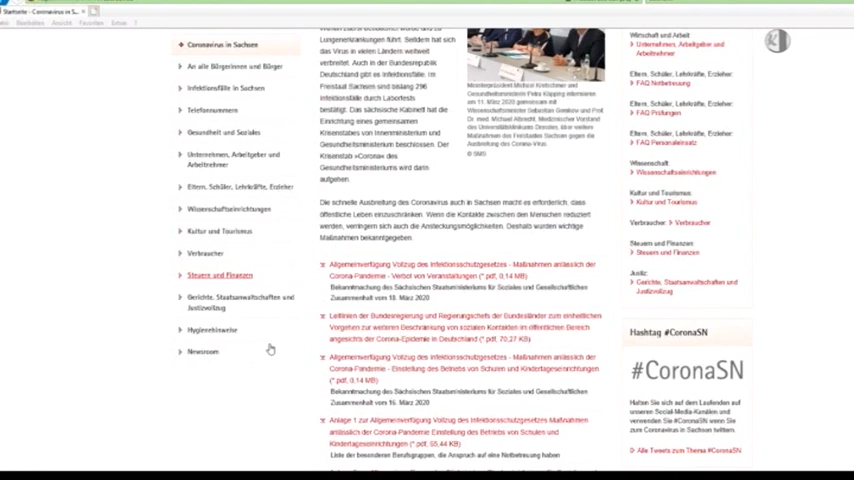 Startseite - Coronavirus in S...
Bearbeiten Ansicht Favoriten Extras ?
Coronavirus in Sachsen
An alle Bürgerinnen und Bürger
Infektionsfälle in Sachsen
Telefonnummern
Gesundheit und Soziales
Unternehmen, Arbeitgeber und
Arbeitnehmer
Eltern, Schüler, Lehrkräfte, Erzieher
Wissenschaftseinrichtungen
Kultur und Tourismus
Verbraucher
Steuern und Finanzen
Gerichte, Staatsanwaltschaften und
Justizvollzug
Hygienehinweise
Newsroom
Lungenerkrankungen führt. Seitdem hat sich
das Virus in vielen Ländern weltweit
verbreitet. Auch in der Bundesrepublik
Deutschland gibt es Infektionsfälle. Im
Freistaat Sachsen sind bislang 296
Infektionsfälle durch Labortests
bestätigt. Das sächsische Kabinett hat die
Einrichtung eines gemeinsamen
Krisenstabes von Innenministerium und
Gesundheitsministerium beschlossen. Der
Krisenstab »Corona« des
Gesundheitsministeriums wird darin
aufgehen.
Ministerpräsident Michael Kretschmer und
Gesundheitsministerin Petra Köpping informieren
am 11. März 2020 gemeinsam mit
Wissenschaftsminister Sebastian Gemkow und Prof.
Dr. med. Michael Albrecht, Medizinischer Vorstand
des Universitätsklinikums Dresden, über weitere
Maßnahmen des Freistaates Sachsen gegen die
Ausbreitung des Corona-Virus.
© SMS
Die schnelle Ausbreitung des Coronavirus auch in Sachsen macht es erforderlich, dass
öffentliche Leben einzuschränken. Wenn die Kontakte zwischen den Menschen reduziert
werden, verringern sich auch die Ansteckungsmöglichkeiten. Deshalb wurden wichtige
Maßnahmen bekanntgegeben.
Allgemeinverfügung Vollzug des Infektionsschutzgesetzes - Maßnahmen anlässlich der
Corona-Pandemie - Verbot von Veranstaltungen (*.pdf, 0,14 MB)
Bekanntmachung des Sächsischen Staatsministeriums für Soziales und Gesellschaftlichen
Zusammenhalt vom 18. März 2020
Leitlinien der Bundesregierung und Regierungschefs der Bundesländer zum einheitlichen
Vorgehen zur weiteren Beschränkung von sozialen Kontakten im öffentlichen Bereich
angesichts der Corona-Epidemie in Deutschland (*.pdf, 70,27 KB)
Allgemeinverfügung Vollzug des Infektionsschutzgesetzes - Maßnahmen anlässlich der
Corona-Pandemie - Einstellung des Betriebs von Schulen und Kindertageseinrichtungen
(*.pdf, 0,14 MB)
Bekanntmachung des Sächsischen Staatsministeriums für Soziales und Gesellschaftlichen
Zusammenhalt vom 16. März 2020
Anlage 1 zur Allgemeinverfügung Vollzug des Infektionsschutzgesetzes Maßnahmen
anlässlich der Corona-Pandemie Einstellung des Betriebs von Schulen und
Kindertageseinrichtungen (*.pdf, 65,44 KB)
Liste der besonderen Berufsgruppen, die Anspruch auf eine Notbetreuung haben
Wirtschaft und Arbeit
Unternehmen, Arbeitgeber und
Arbeitnehmer
Eltern, Schüler, Lehrkräfte, Erzieher:
FAQ Notbetreuung
Eltern, Schüler, Lehrkräfte, Erzieher:
FAQ Prüfungen
Eltern, Schüler, Lehrkräfte, Erzieher:
FAQ Personaleinsatz
Wissenschaft
Wissenschaftseinrichtungen
Kultur und Tourismus:
Kultur und Tourismus
Verbraucher: Verbraucher
Steuern und Finanzen:
Steuern und Finanzen
Justiz:
Gerichte, Staatsanwaltschaften und
Justizvollzug
Hashtag #CoronaSN
#CoronaSN
Halten Sie sich auf dem Laufenden auf
unseren Social-Media-Kanälen und
verwenden Sie #CoronaSN wenn Sie
zum Coronavirus in Sachsen twittern.
Alle Tweets zum Thema #CoronaSN